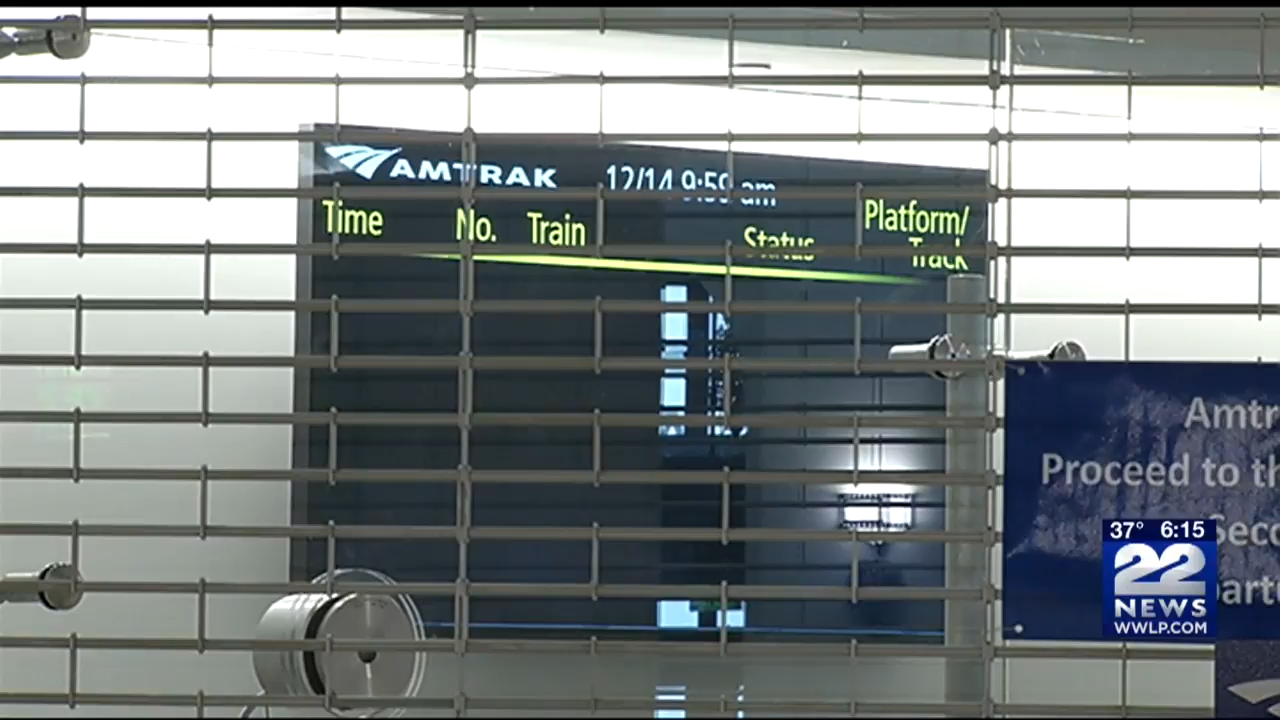 AMTRAK 12/14 9:59 am
Time No. Train Status Platform/
Track
Amtr
Proceed to th
Seco
partu
37° 6:15
22
NEWS
WWLP.COM